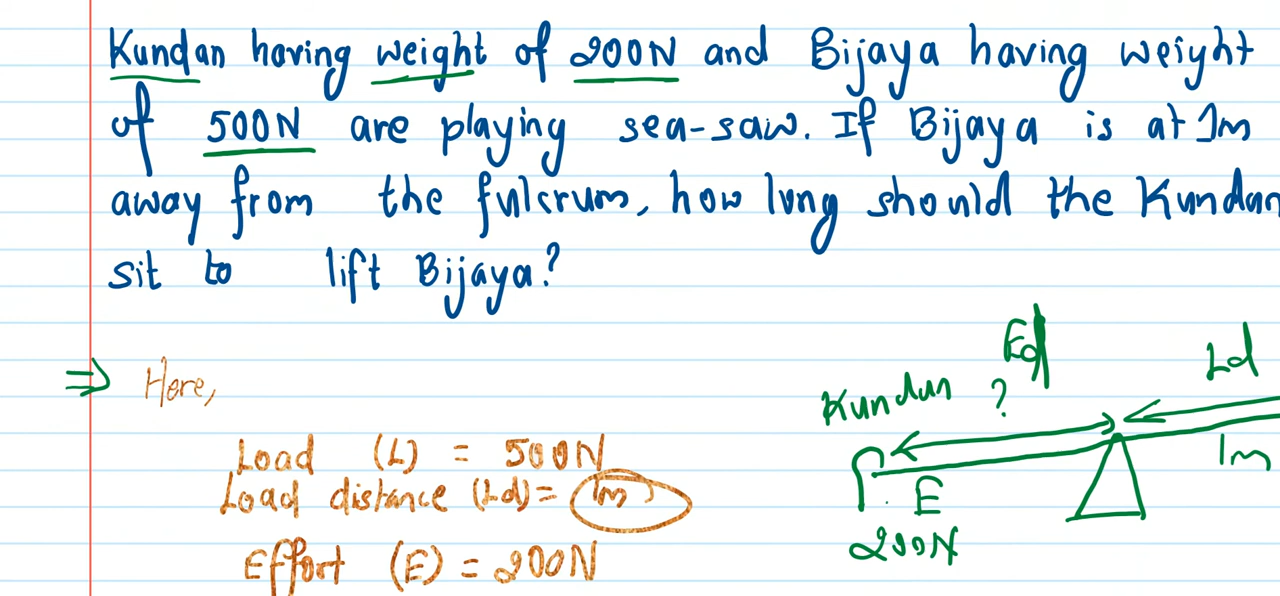 Kundan having weight of 200N and Bijaya having weight
of 500N are playing sea-saw. If Bijaya is at 1m
away from the fulcrum, how long should the Kundan
sit to lift Bijaya?
Ed
Ld
⇒ Here,
Kundan ?
Load (L) = 500N
1m
Load distance (Ld) = 1m
E
Effort (E) = 200N
200N